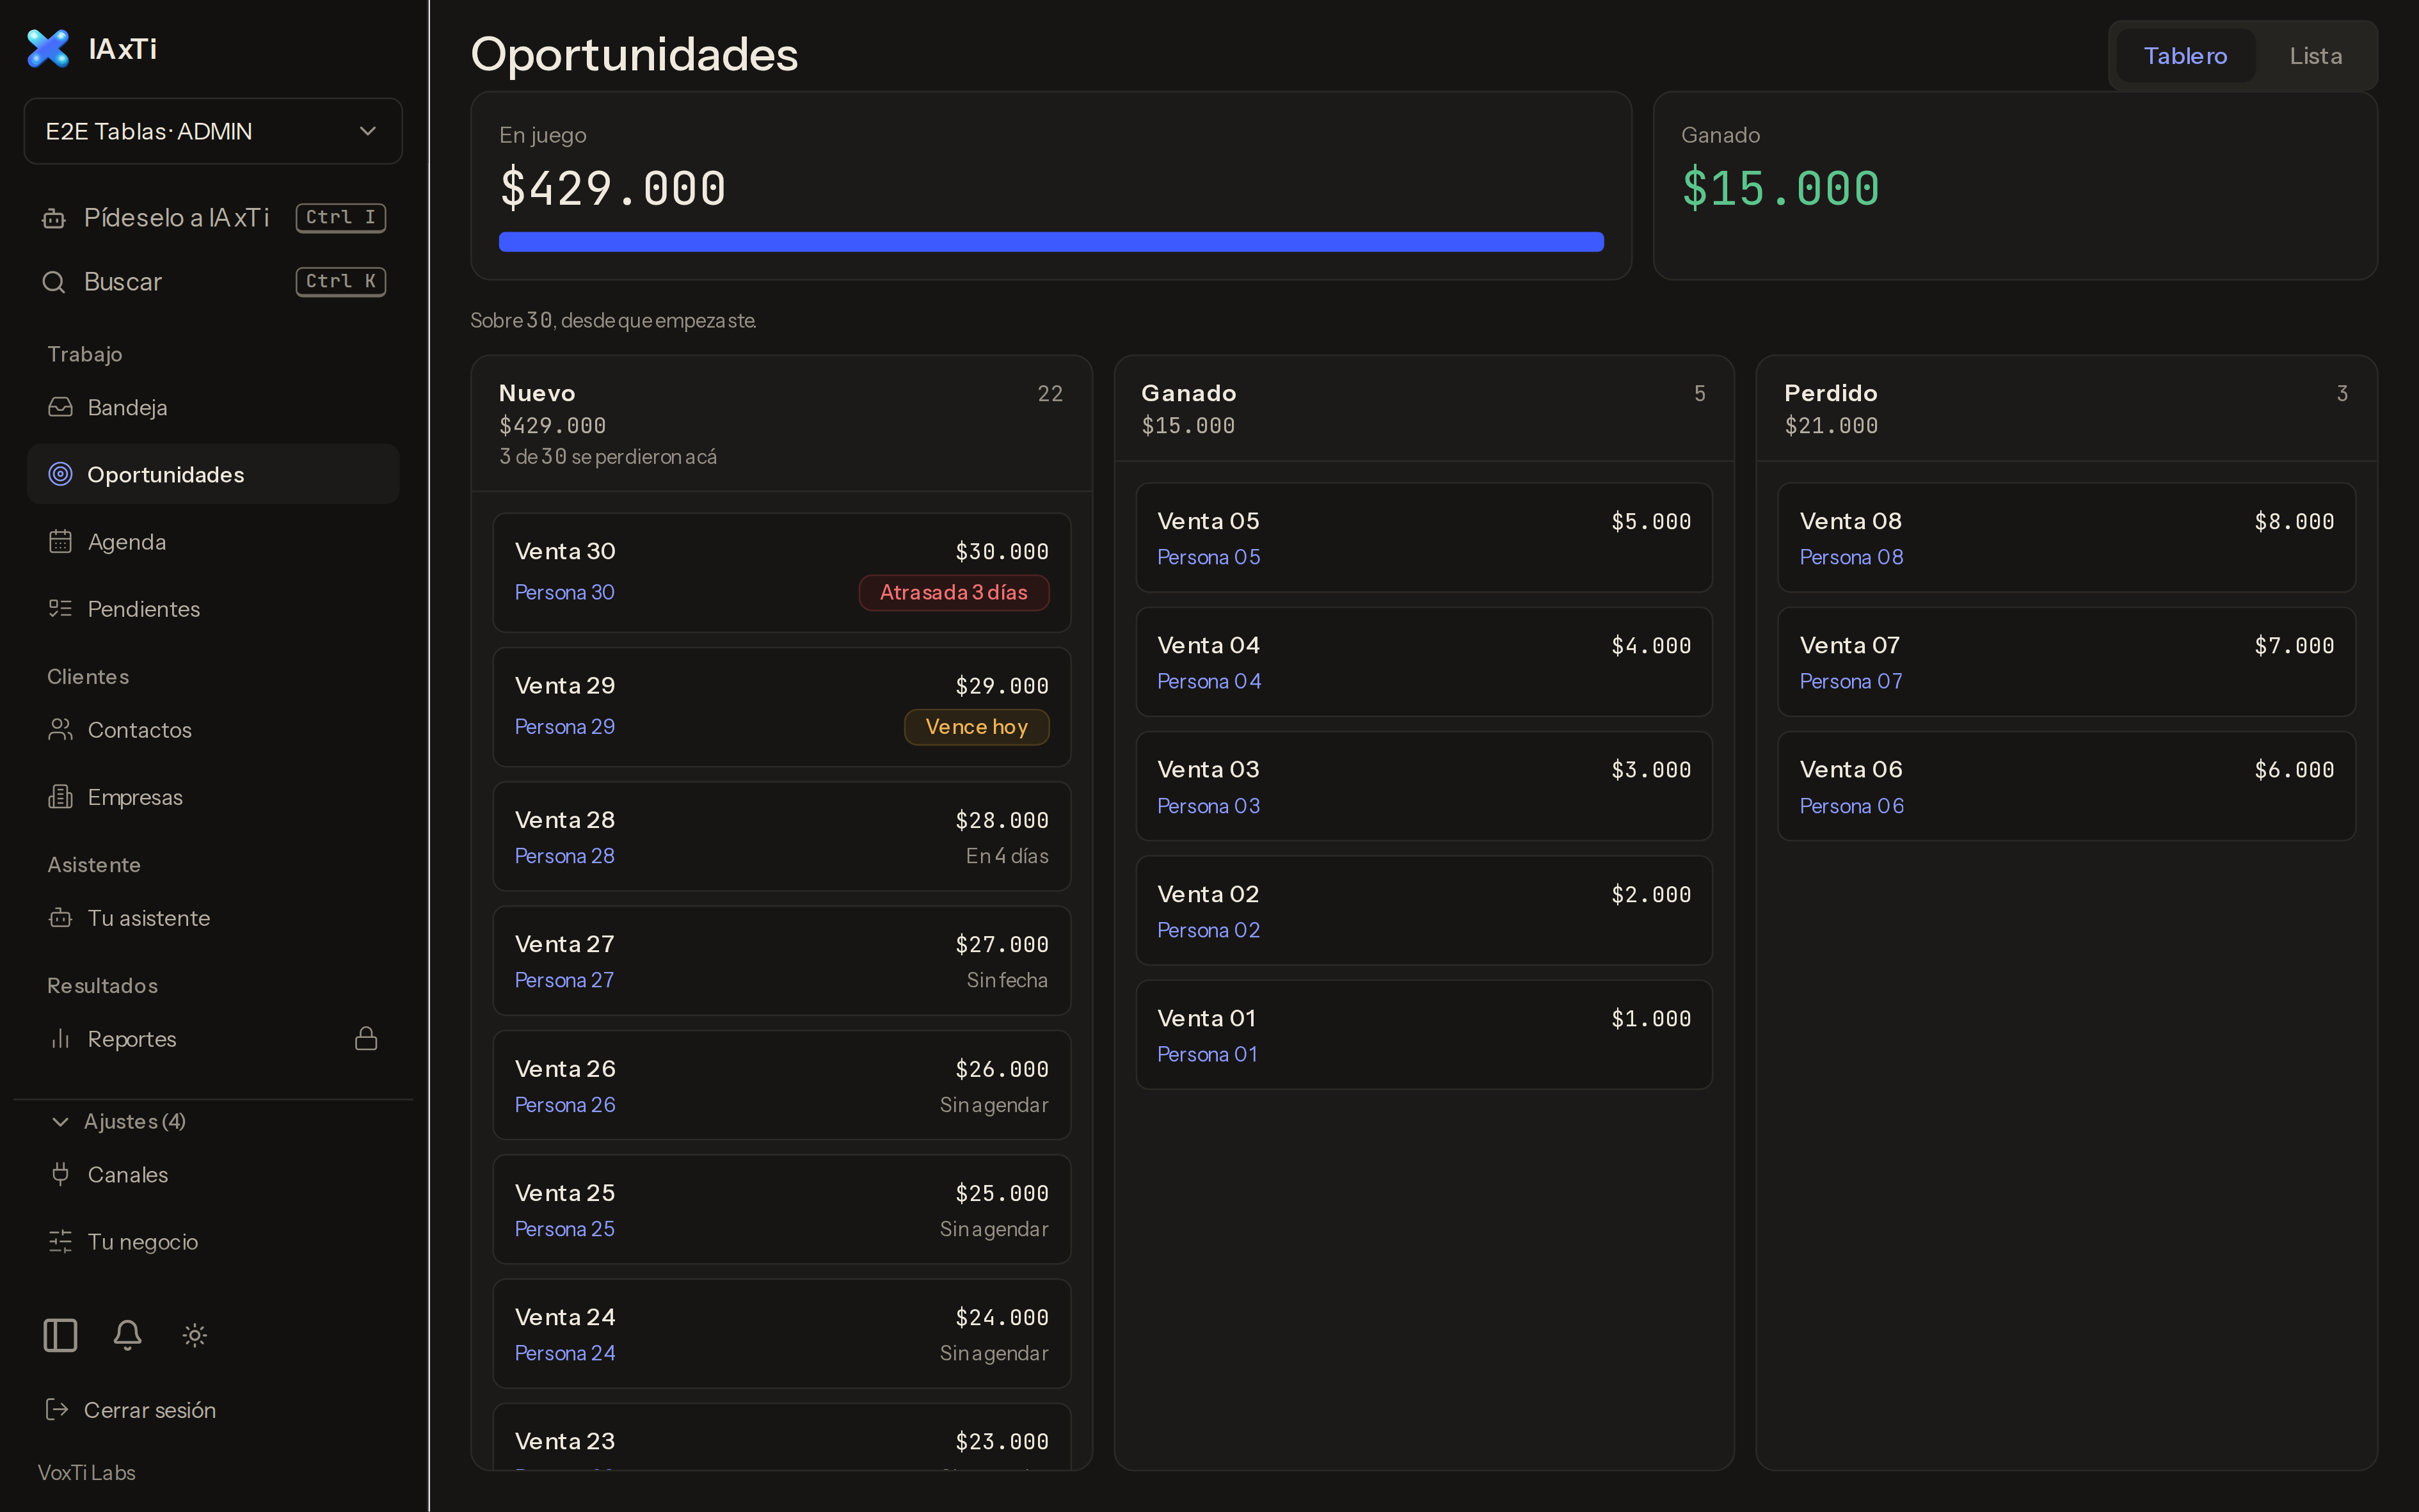 IAxTi
E2E Tablas · ADMIN
Pídeselo a IAxTi
Ctrl I
Buscar
Ctrl K
Trabajo
Bandeja
Oportunidades
Agenda
Pendientes
Clientes
Contactos
Empresas
Asistente
Tu asistente
Resultados
Reportes
Ajustes (4)
Canales
Tu negocio
Cerrar sesión
VoxTi Labs
Oportunidades
Tablero
Lista
En juego
$429.000
Ganado
$15.000
Sobre 30, desde que empezaste.
Nuevo
22
$429.000
3 de 30 se perdieron acá
Venta 30
$30.000
Persona 30
Atrasada 3 días
Venta 29
$29.000
Persona 29
Vence hoy
Venta 28
$28.000
Persona 28
En 4 días
Venta 27
$27.000
Persona 27
Sin fecha
Venta 26
$26.000
Persona 26
Sin agendar
Venta 25
$25.000
Persona 25
Sin agendar
Venta 24
$24.000
Persona 24
Sin agendar
Venta 23
$23.000
Ganado
5
$15.000
Venta 05
$5.000
Persona 05
Venta 04
$4.000
Persona 04
Venta 03
$3.000
Persona 03
Venta 02
$2.000
Persona 02
Venta 01
$1.000
Persona 01
Perdido
3
$21.000
Venta 08
$8.000
Persona 08
Venta 07
$7.000
Persona 07
Venta 06
$6.000
Persona 06